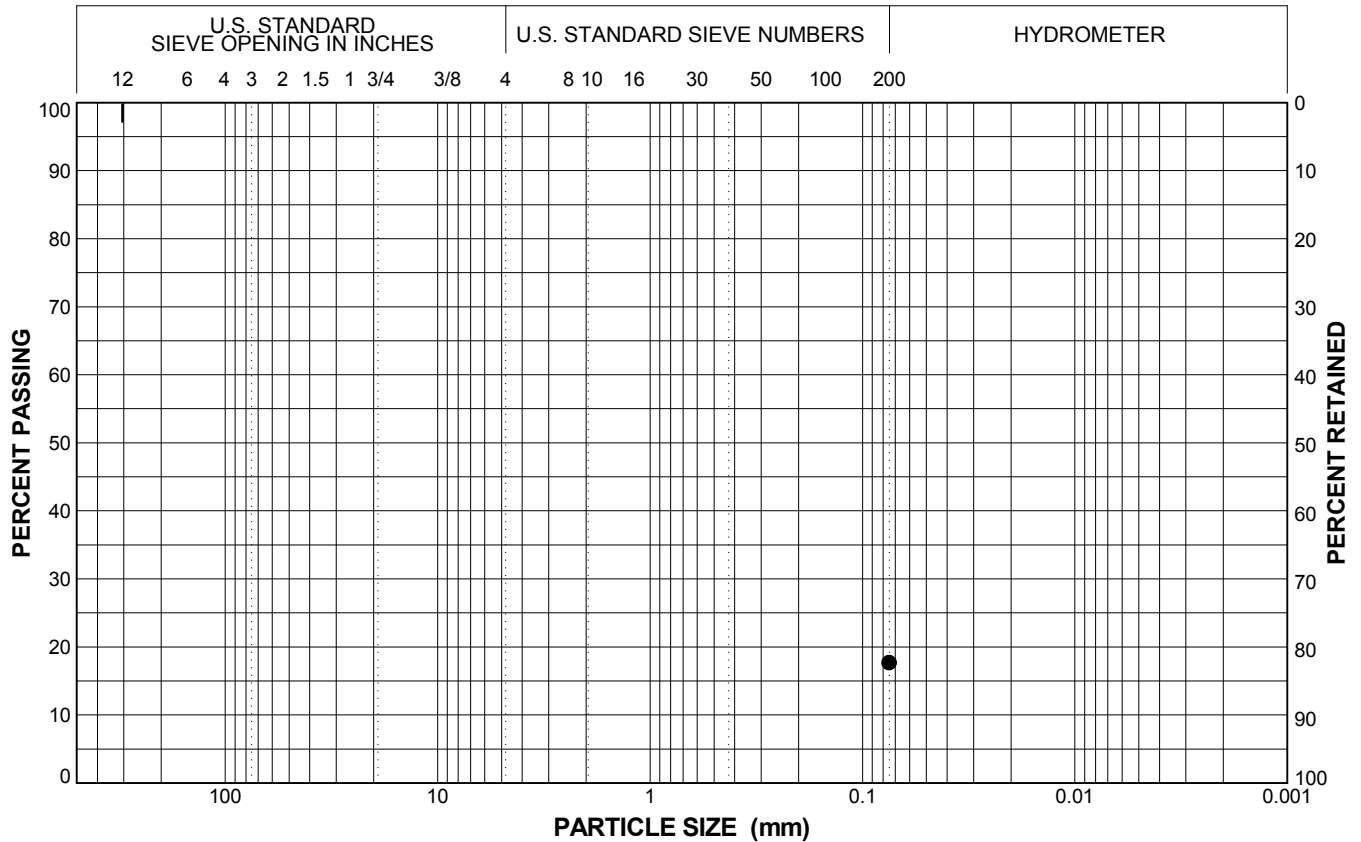 U.S. STANDARD
SIEVE OPENING IN INCHES
U.S. STANDARD SIEVE NUMBERS
HYDROMETER
12 6 4 3 2 1.5 1 3/4 3/8 4 8 10 16 30 50 100 200
100 0
90 10
80 20
70 30
60 40
50 50
40 60
30 70
20 80
10 90
0 100
PERCENT PASSING
PERCENT RETAINED
100 10 1 0.1 0.01 0.001
PARTICLE SIZE (mm)